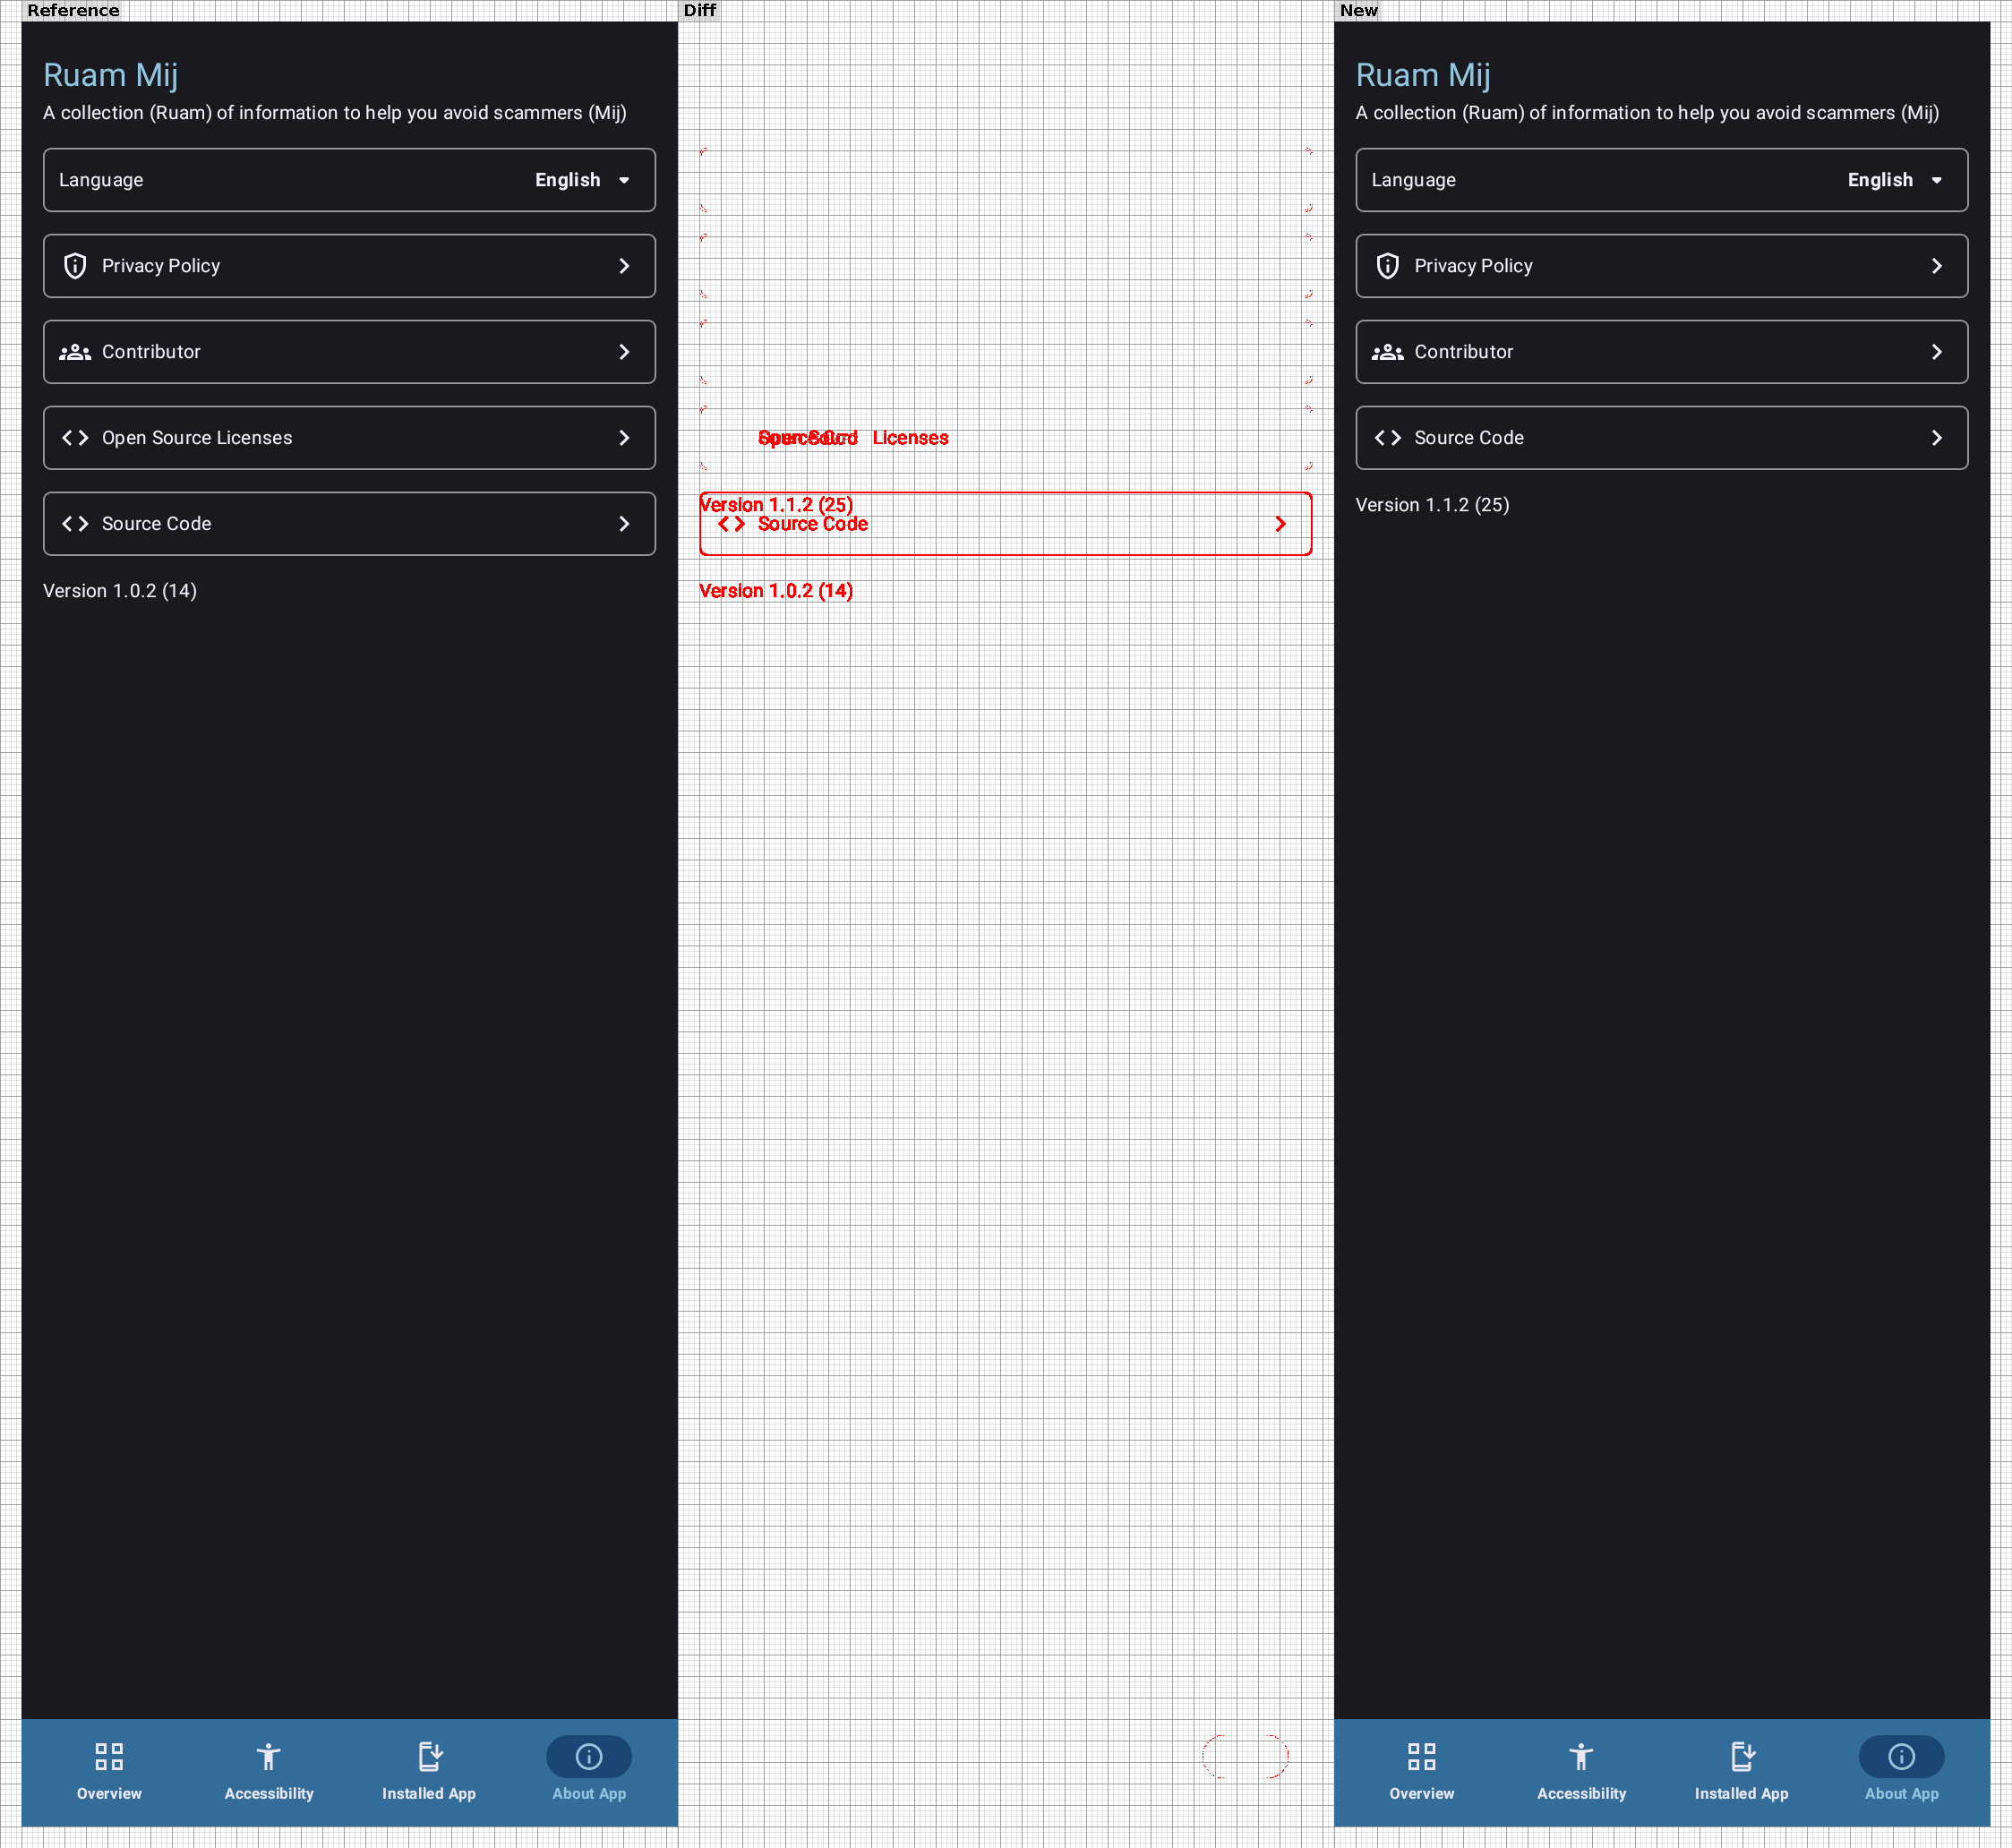 Reference
Ruam Mij
A collection (Ruam) of information to help you avoid scammers (Mij)
Language English
Privacy Policy
Contributor
Open Source Licenses
Source Code
Version 1.0.2 (14)
Overview Accessibility Installed App About App
Diff
Licenses
Version 1.1.2 (25)
Source Code
Version 1.0.2 (14)
New
Ruam Mij
A collection (Ruam) of information to help you avoid scammers (Mij)
Language English
Privacy Policy
Contributor
Source Code
Version 1.1.2 (25)
Overview Accessibility Installed App About App